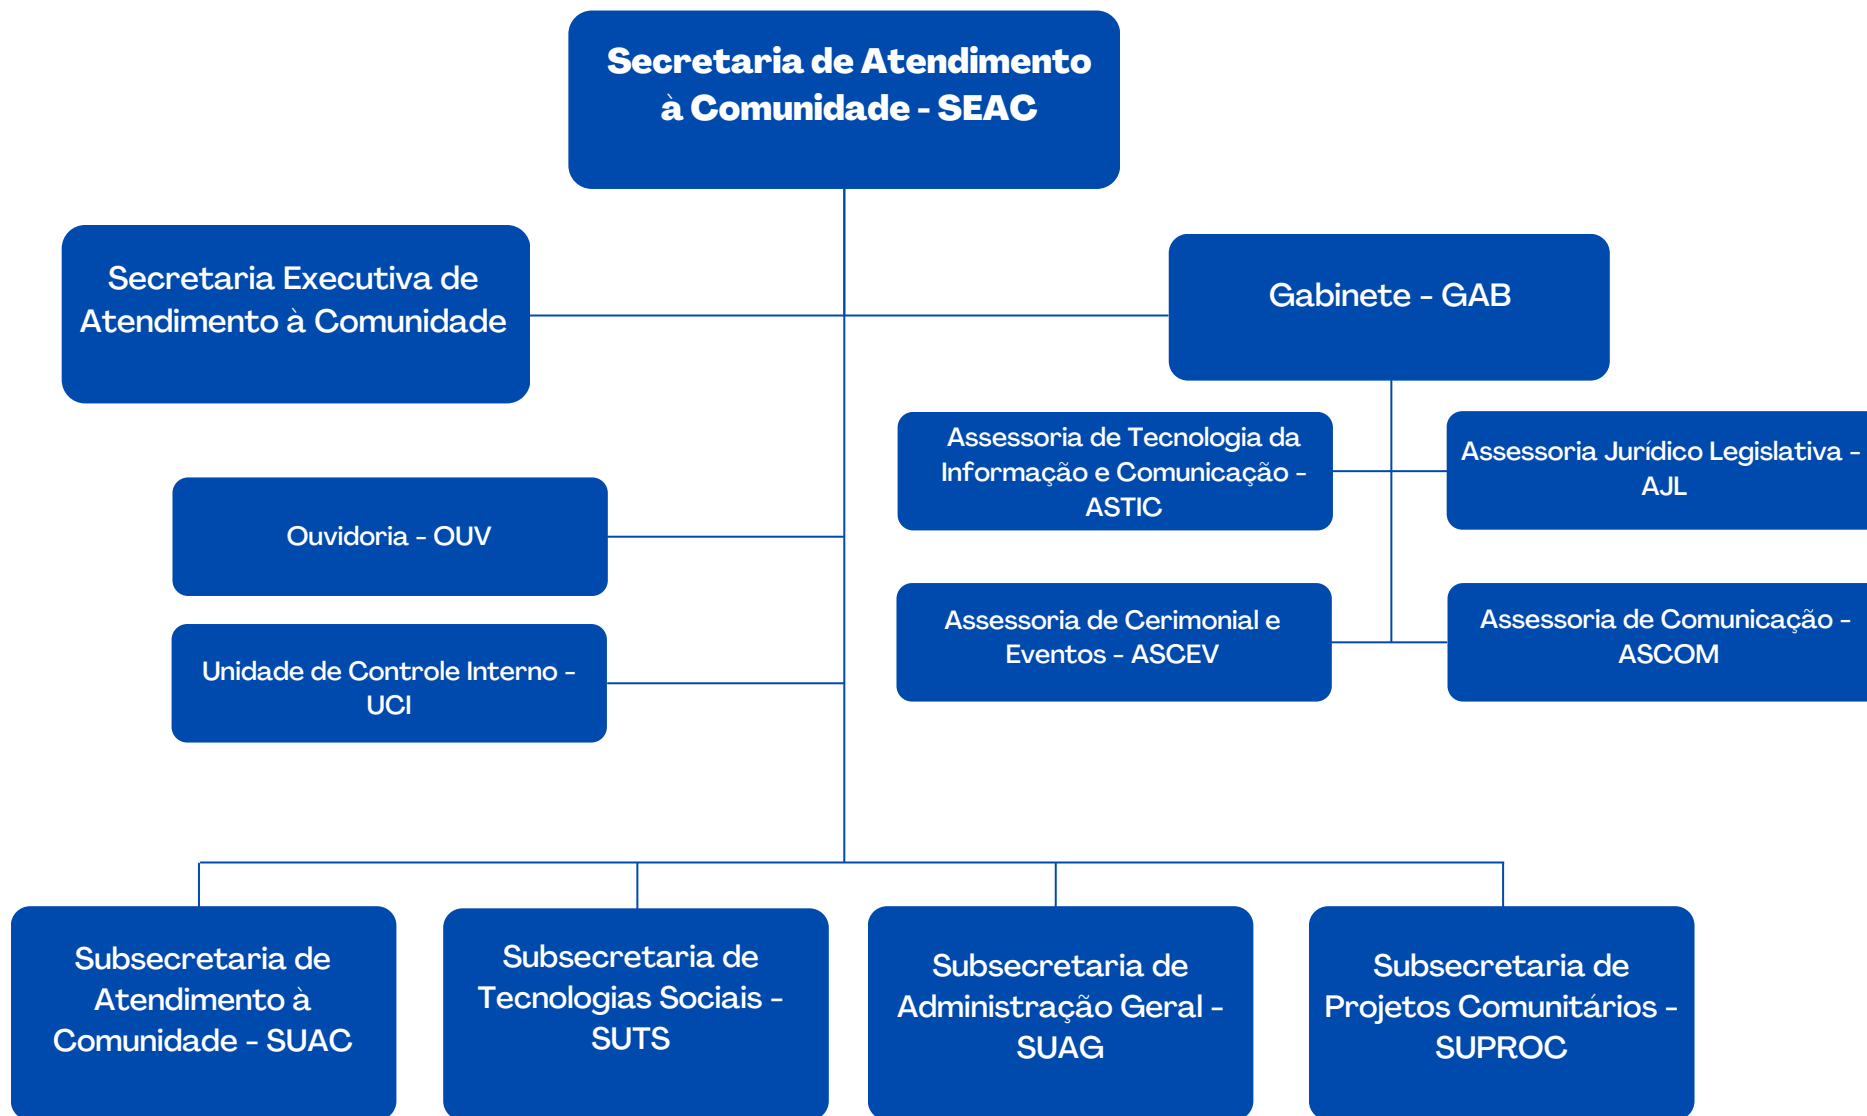 Secretaria de Atendimento
à Comunidade - SEAC
Secretaria Executiva de
Atendimento à Comunidade
Gabinete - GAB
Assessoria de Tecnologia da
Informação e Comunicação -
ASTIC
Assessoria Jurídico Legislativa -
AJL
Ouvidoria - OUV
Assessoria de Cerimonial e
Eventos - ASCEV
Assessoria de Comunicação -
ASCOM
Unidade de Controle Interno -
UCI
Subsecretaria de
Atendimento à
Comunidade - SUAC
Subsecretaria de
Tecnologias Sociais -
SUTS
Subsecretaria de
Administração Geral -
SUAG
Subsecretaria de
Projetos Comunitários -
SUPROC